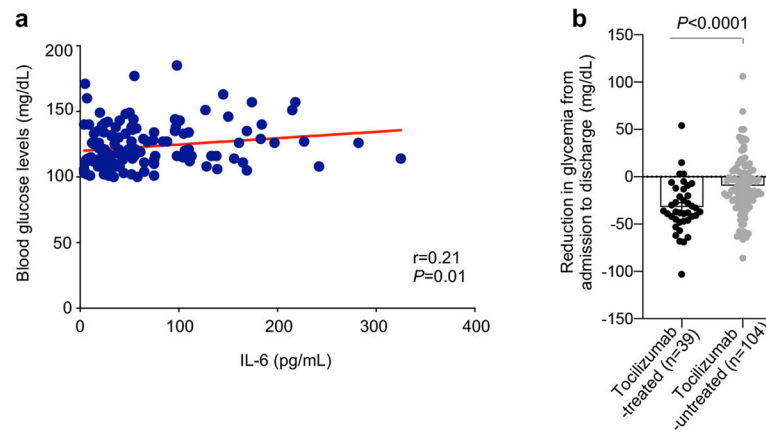 a
Blood glucose levels (mg/dL)
200
150
100
50
0
0
100
200
300
400
IL-6 (pg/mL)
r=0.21
P=0.01
b
P<0.0001
Reduction in glycemia from
admission to discharge (mg/dL)
150
100
50
0
-50
-100
-150
Tocilizumab
-treated (n=39)
Tocilizumab
-untreated (n=104)